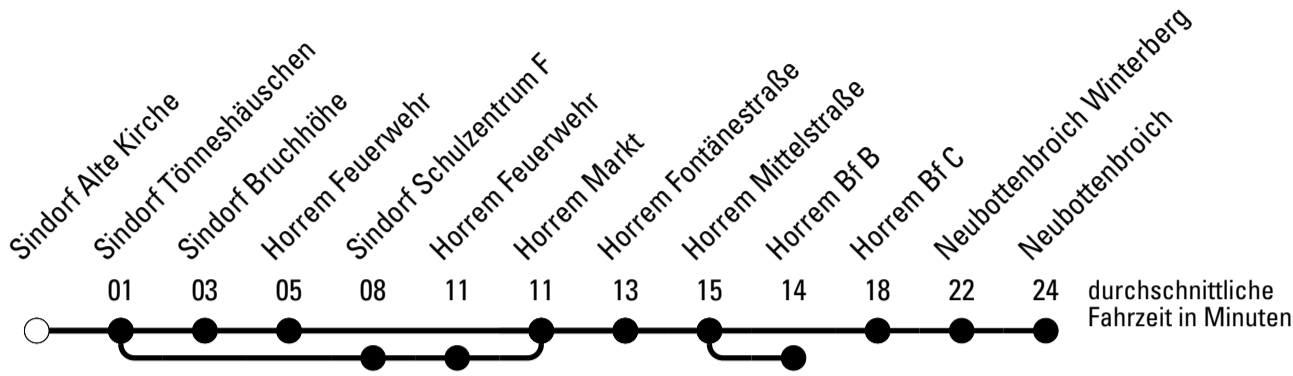 Sindorf Alte Kirche
Sindorf Tönneshäuschen
Sindorf Bruchhöhe
Horrem Feuerwehr
Sindorf Schulzentrum F
Horrem Feuerwehr
Horrem Markt
Horrem Fontänestraße
Horrem Mittelstraße
Horrem Bf B
Horrem Bf C
Neubottenbroich Winterberg
Neubottenbroich
01 03 05 08 11 11 13 15 14 18 22 24
durchschnittliche
Fahrzeit in Minuten